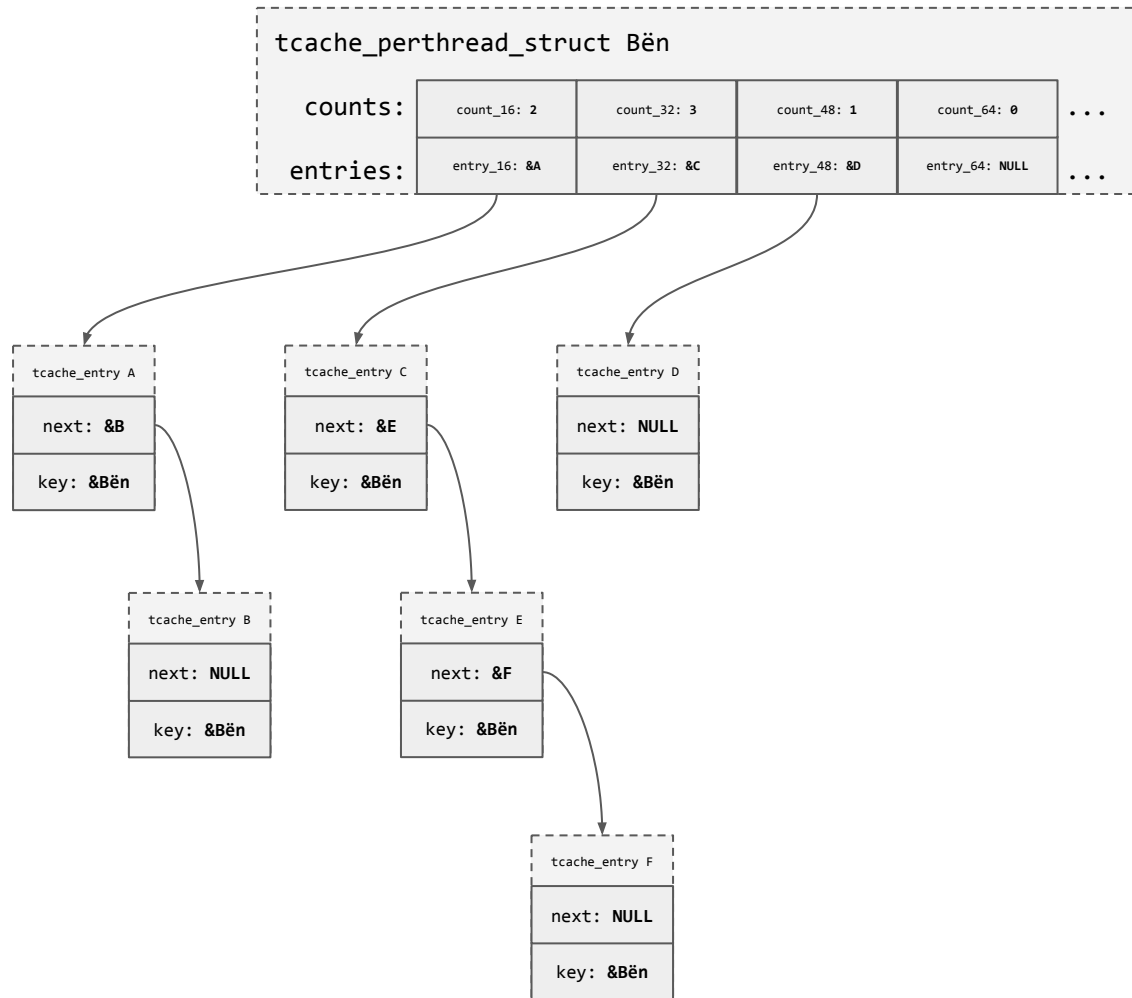 tcache_perthread_struct Bën
counts: count_16: 2 count_32: 3 count_48: 1 count_64: 0 ...
entries: entry_16: &A entry_32: &C entry_48: &D entry_64: NULL ...
tcache_entry A
next: &B
key: &Bën
tcache_entry C
next: &E
key: &Bën
tcache_entry D
next: NULL
key: &Bën
tcache_entry B
next: NULL
key: &Bën
tcache_entry E
next: &F
key: &Bën
tcache_entry F
next: NULL
key: &Bën